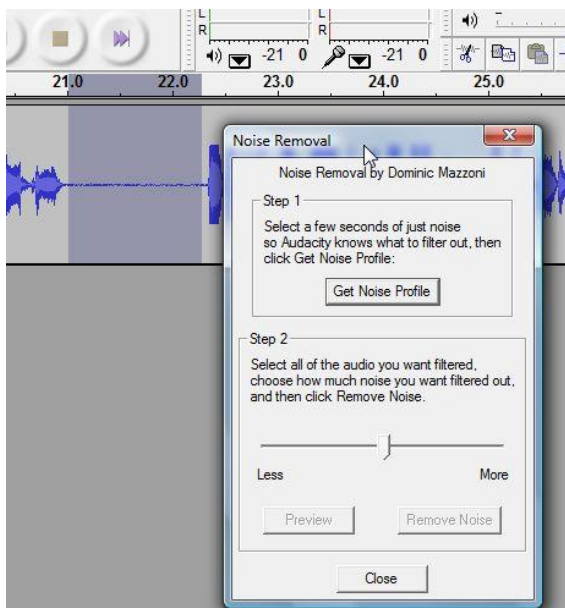 L
R
L
R
-21 0
-21 0
21.0 22.0 23.0 24.0 25.0
Noise Removal
Noise Removal by Dominic Mazzoni
Step 1
Select a few seconds of just noise
so Audacity knows what to filter out, then
click Get Noise Profile:
Get Noise Profile
Step 2
Select all of the audio you want filtered,
choose how much noise you want filtered out,
and then click Remove Noise.
Less More
Preview Remove Noise
Close